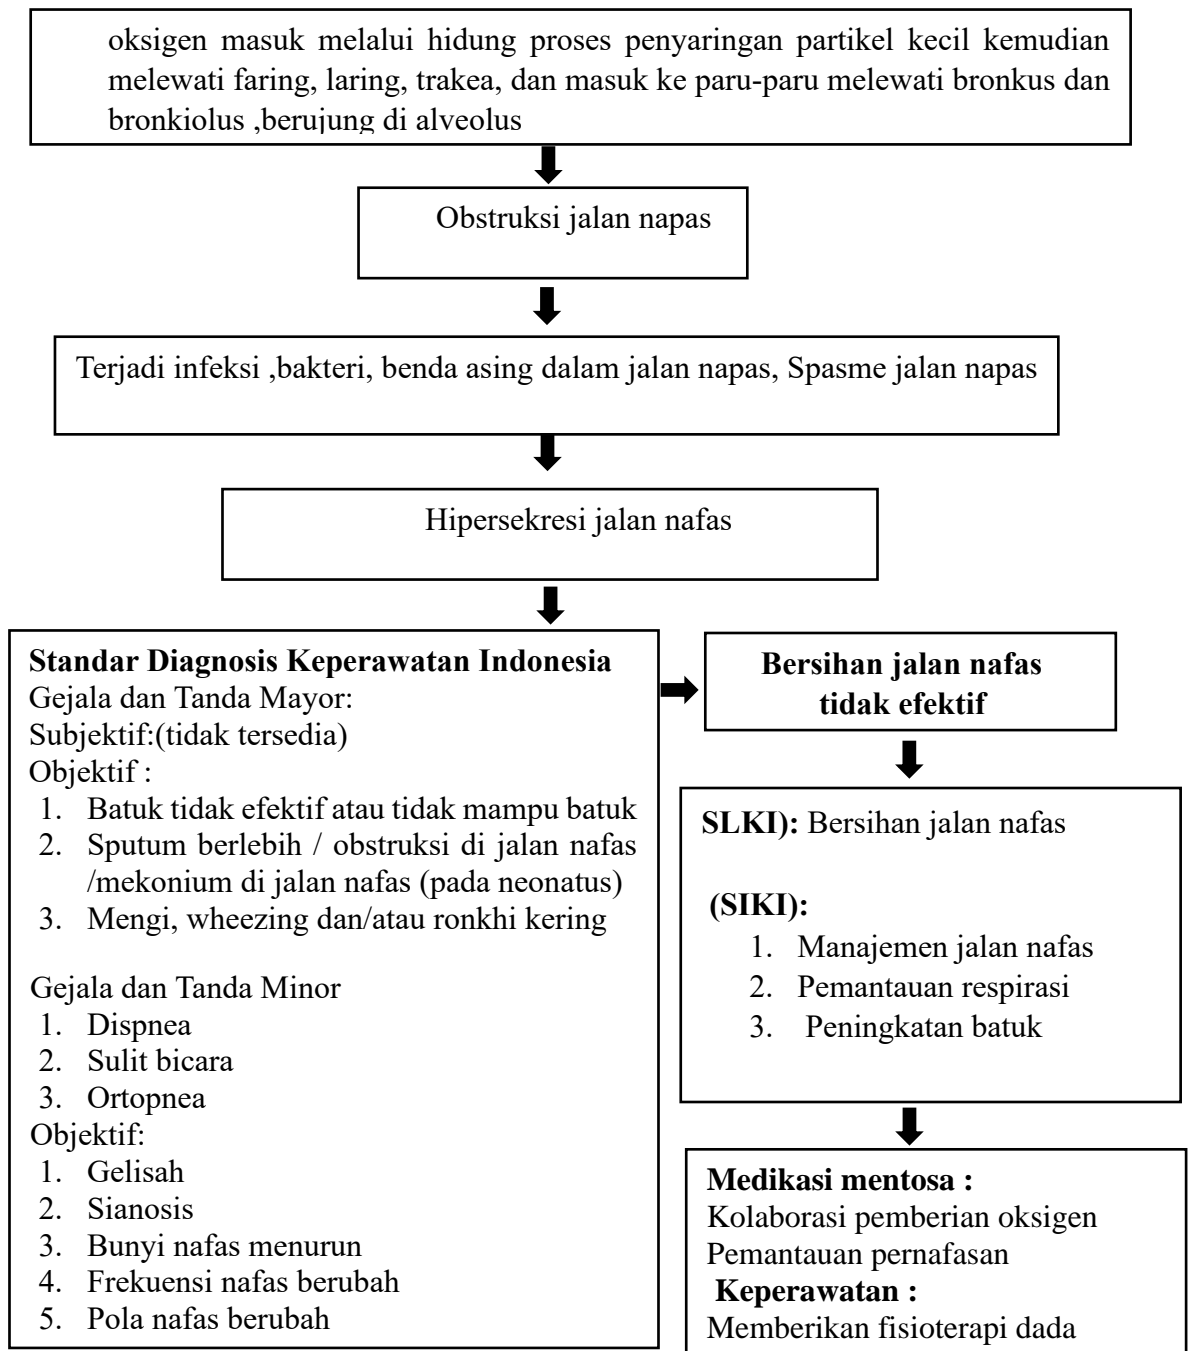 oksigen masuk melalui hidung proses penyaringan partikel kecil kemudian
melewati faring, laring, trakea, dan masuk ke paru-paru melewati bronkus dan
bronkiolus ,berujung di alveolus
Obstruksi jalan napas
Terjadi infeksi ,bakteri, benda asing dalam jalan napas, Spasme jalan napas
Hipersekresi jalan nafas
Standar Diagnosis Keperawatan Indonesia
Gejala dan Tanda Mayor:
Subjektif:(tidak tersedia)
Objektif :
1. Batuk tidak efektif atau tidak mampu batuk
2. Sputum berlebih / obstruksi di jalan nafas
/mekonium di jalan nafas (pada neonatus)
3. Mengi, wheezing dan/atau ronkhi kering
Gejala dan Tanda Minor
1. Dispnea
2. Sulit bicara
3. Ortopnea
Objektif:
1. Gelisah
2. Sianosis
3. Bunyi nafas menurun
4. Frekuensi nafas berubah
5. Pola nafas berubah
Bersihan jalan nafas
tidak efektif
SLKI): Bersihan jalan nafas
(SIKI):
1. Manajemen jalan nafas
2. Pemantauan respirasi
3. Peningkatan batuk
Medikasi mentosa :
Kolaborasi pemberian oksigen
Pemantauan pernafasan
Keperawatan :
Memberikan fisioterapi dada